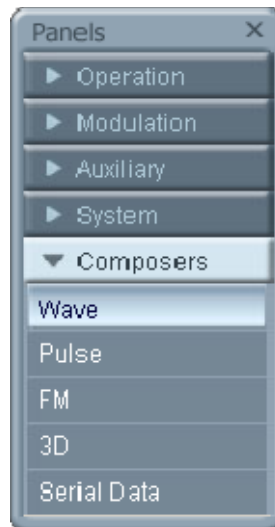 Panels
Operation
Modulation
Auxiliary
System
Composers
Wave
Pulse
FM
3D
Serial Data